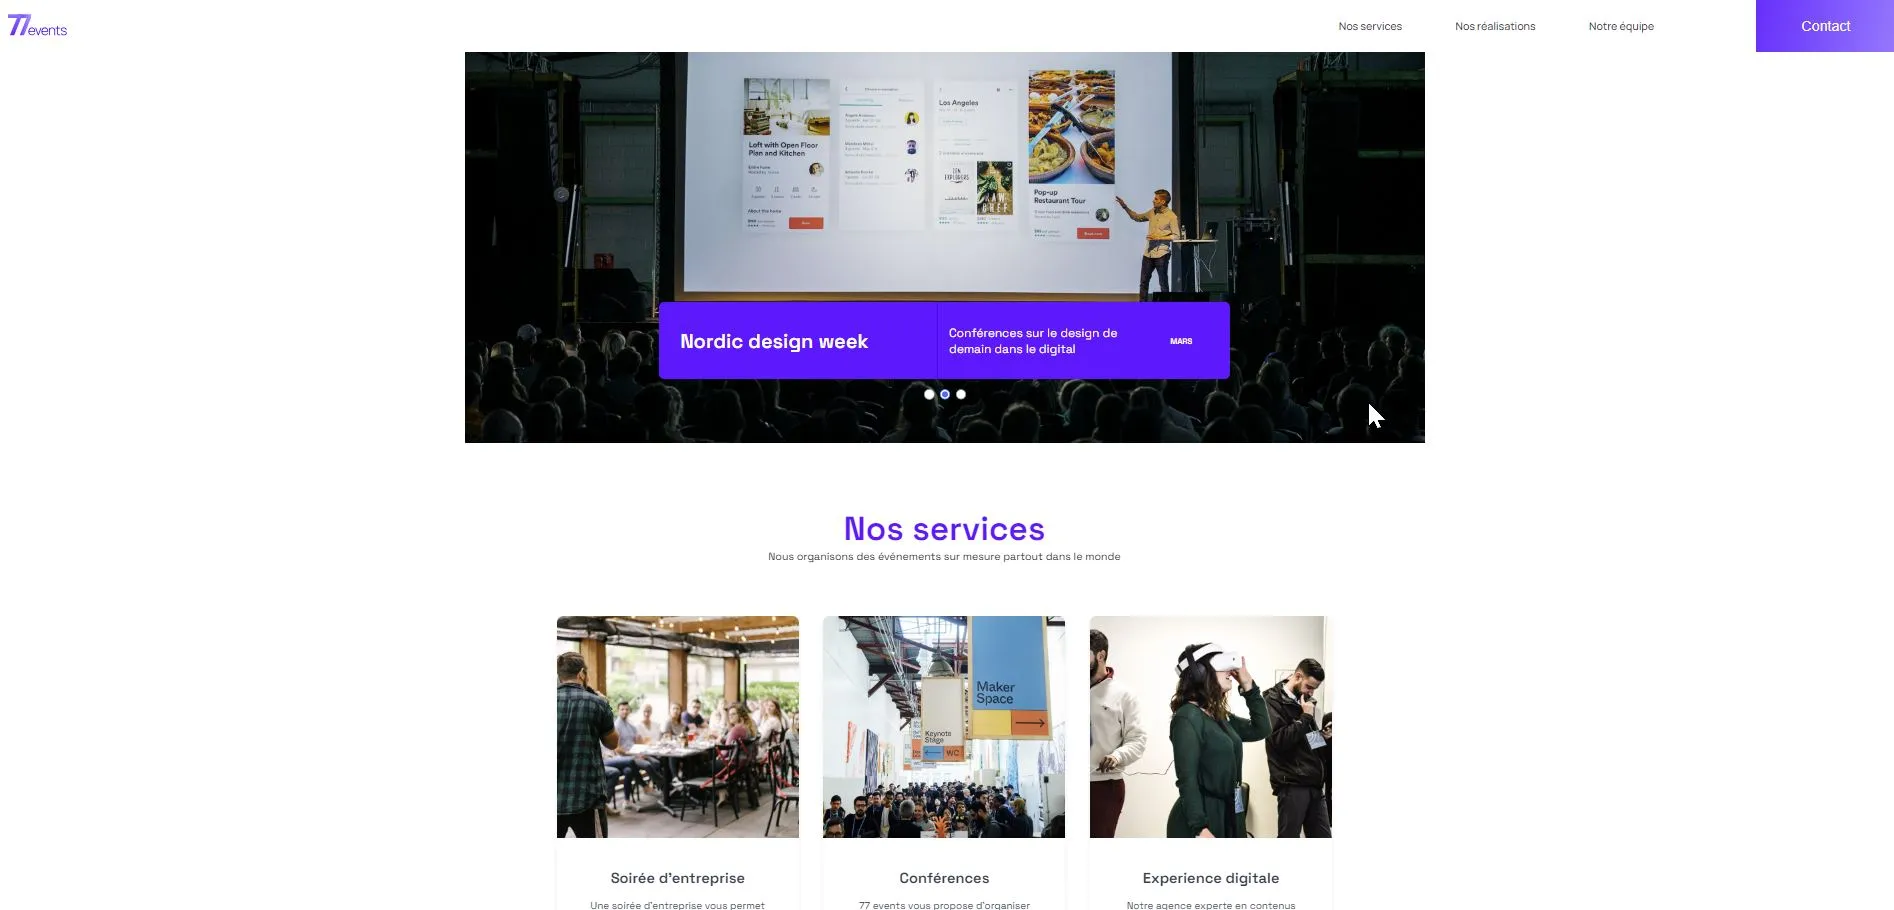 77events
Nos services
Nos réalisations
Notre équipe
Contact
Loft with Open Floor
Plan and Kitchen
About the home
Los Angeles
Pop-up
Restaurant Tour
Nordic design week
Conférences sur le design de
demain dans le digital
MARS
Nos services
Nous organisons des événements sur mesure partout dans le monde
Maker
Space
Keynote
Stage
WC
Soirée d'entreprise
Conférences
Experience digitale
Une soirée d'entreprise vous permet
77 events vous propose d'organiser
Notre agence experte en contenus